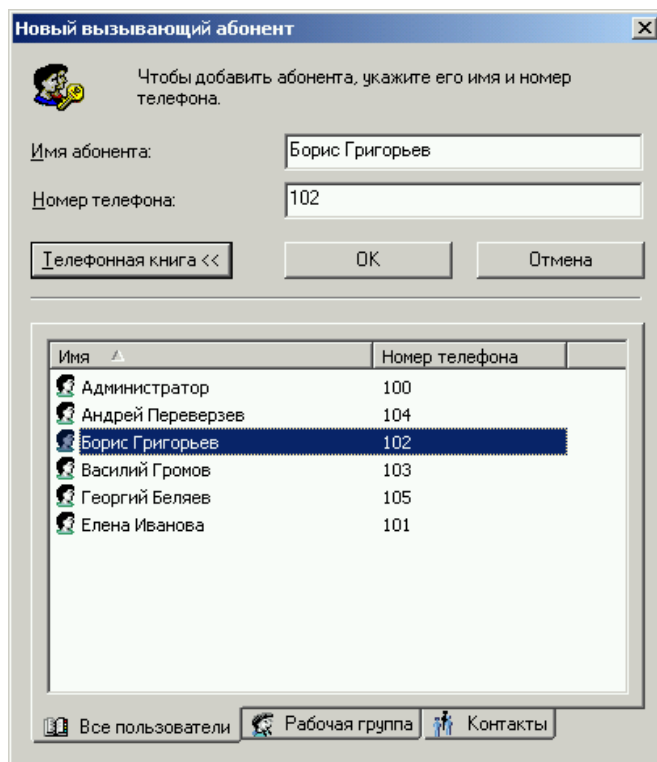 Новый вызывающий абонент
Чтобы добавить абонента, укажите его имя и номер
телефона.
Имя абонента: Борис Григорьев
Номер телефона: 102
Телефонная книга << OK Отмена
Имя Номер телефона
Администратор 100
Андрей Переверзев 104
Борис Григорьев 102
Василий Громов 103
Георгий Беляев 105
Елена Иванова 101
Все пользователи Рабочая группа Контакты